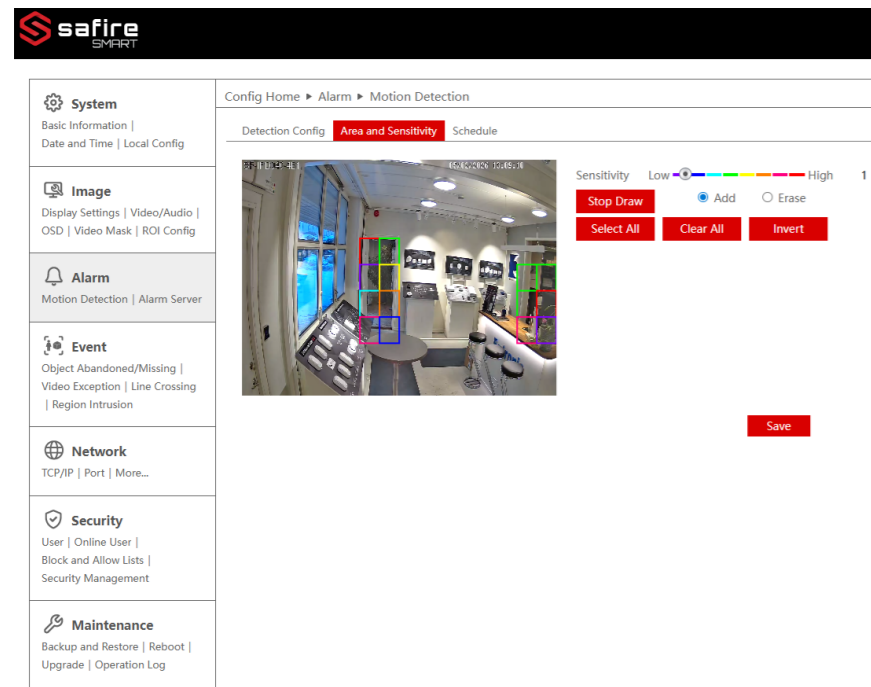 safire
SMART
System
Basic Information |
Date and Time | Local Config
Image
Display Settings | Video/Audio |
OSD | Video Mask | ROI Config
Alarm
Motion Detection | Alarm Server
Event
Object Abandoned/Missing |
Video Exception | Line Crossing
| Region Intrusion
Network
TCP/IP | Port | More...
Security
User | Online User |
Block and Allow Lists |
Security Management
Maintenance
Backup and Restore | Reboot |
Upgrade | Operation Log
Config Home ▶ Alarm ▶ Motion Detection
Detection Config Area and Sensitivity Schedule
Sensitivity Low High 1
Stop Draw Add Erase
Select All Clear All Invert
Save